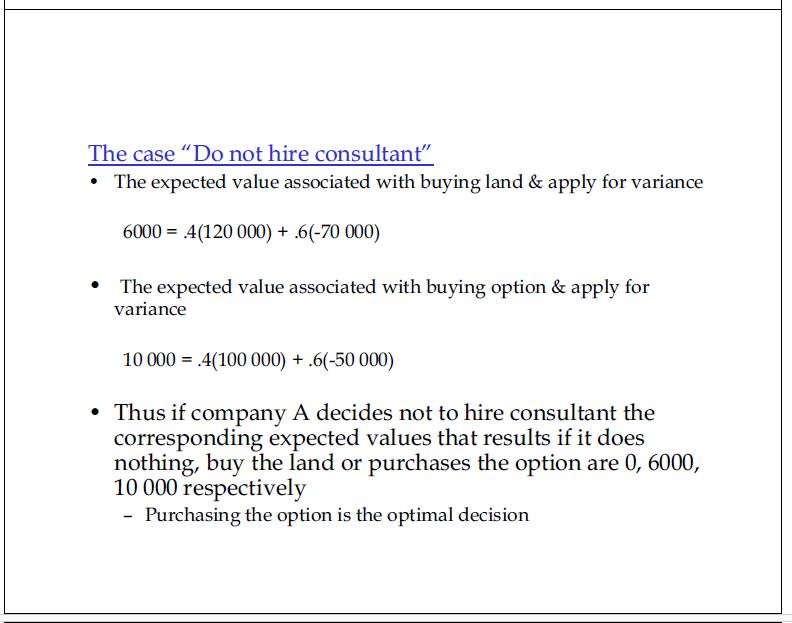 The case “Do not hire consultant”
• The expected value associated with buying land & apply for variance
6000 = .4(120 000) + .6(-70 000)
• The expected value associated with buying option & apply for
variance
10 000 = .4(100 000) + .6(-50 000)
• Thus if company A decides not to hire consultant the
corresponding expected values that results if it does
nothing, buy the land or purchases the option are 0, 6000,
10 000 respectively
– Purchasing the option is the optimal decision